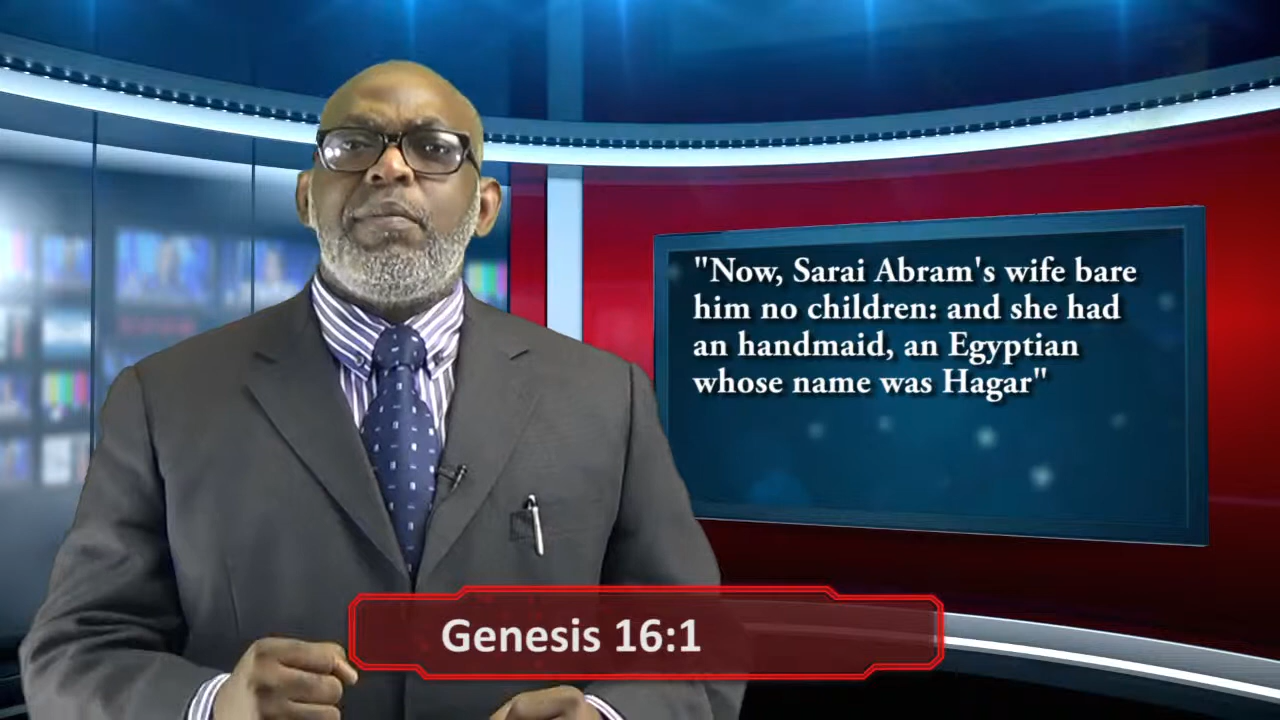 "Now, Sarai Abram's wife bare
him no children: and she had
an handmaid, an Egyptian
whose name was Hagar"
Genesis 16:1